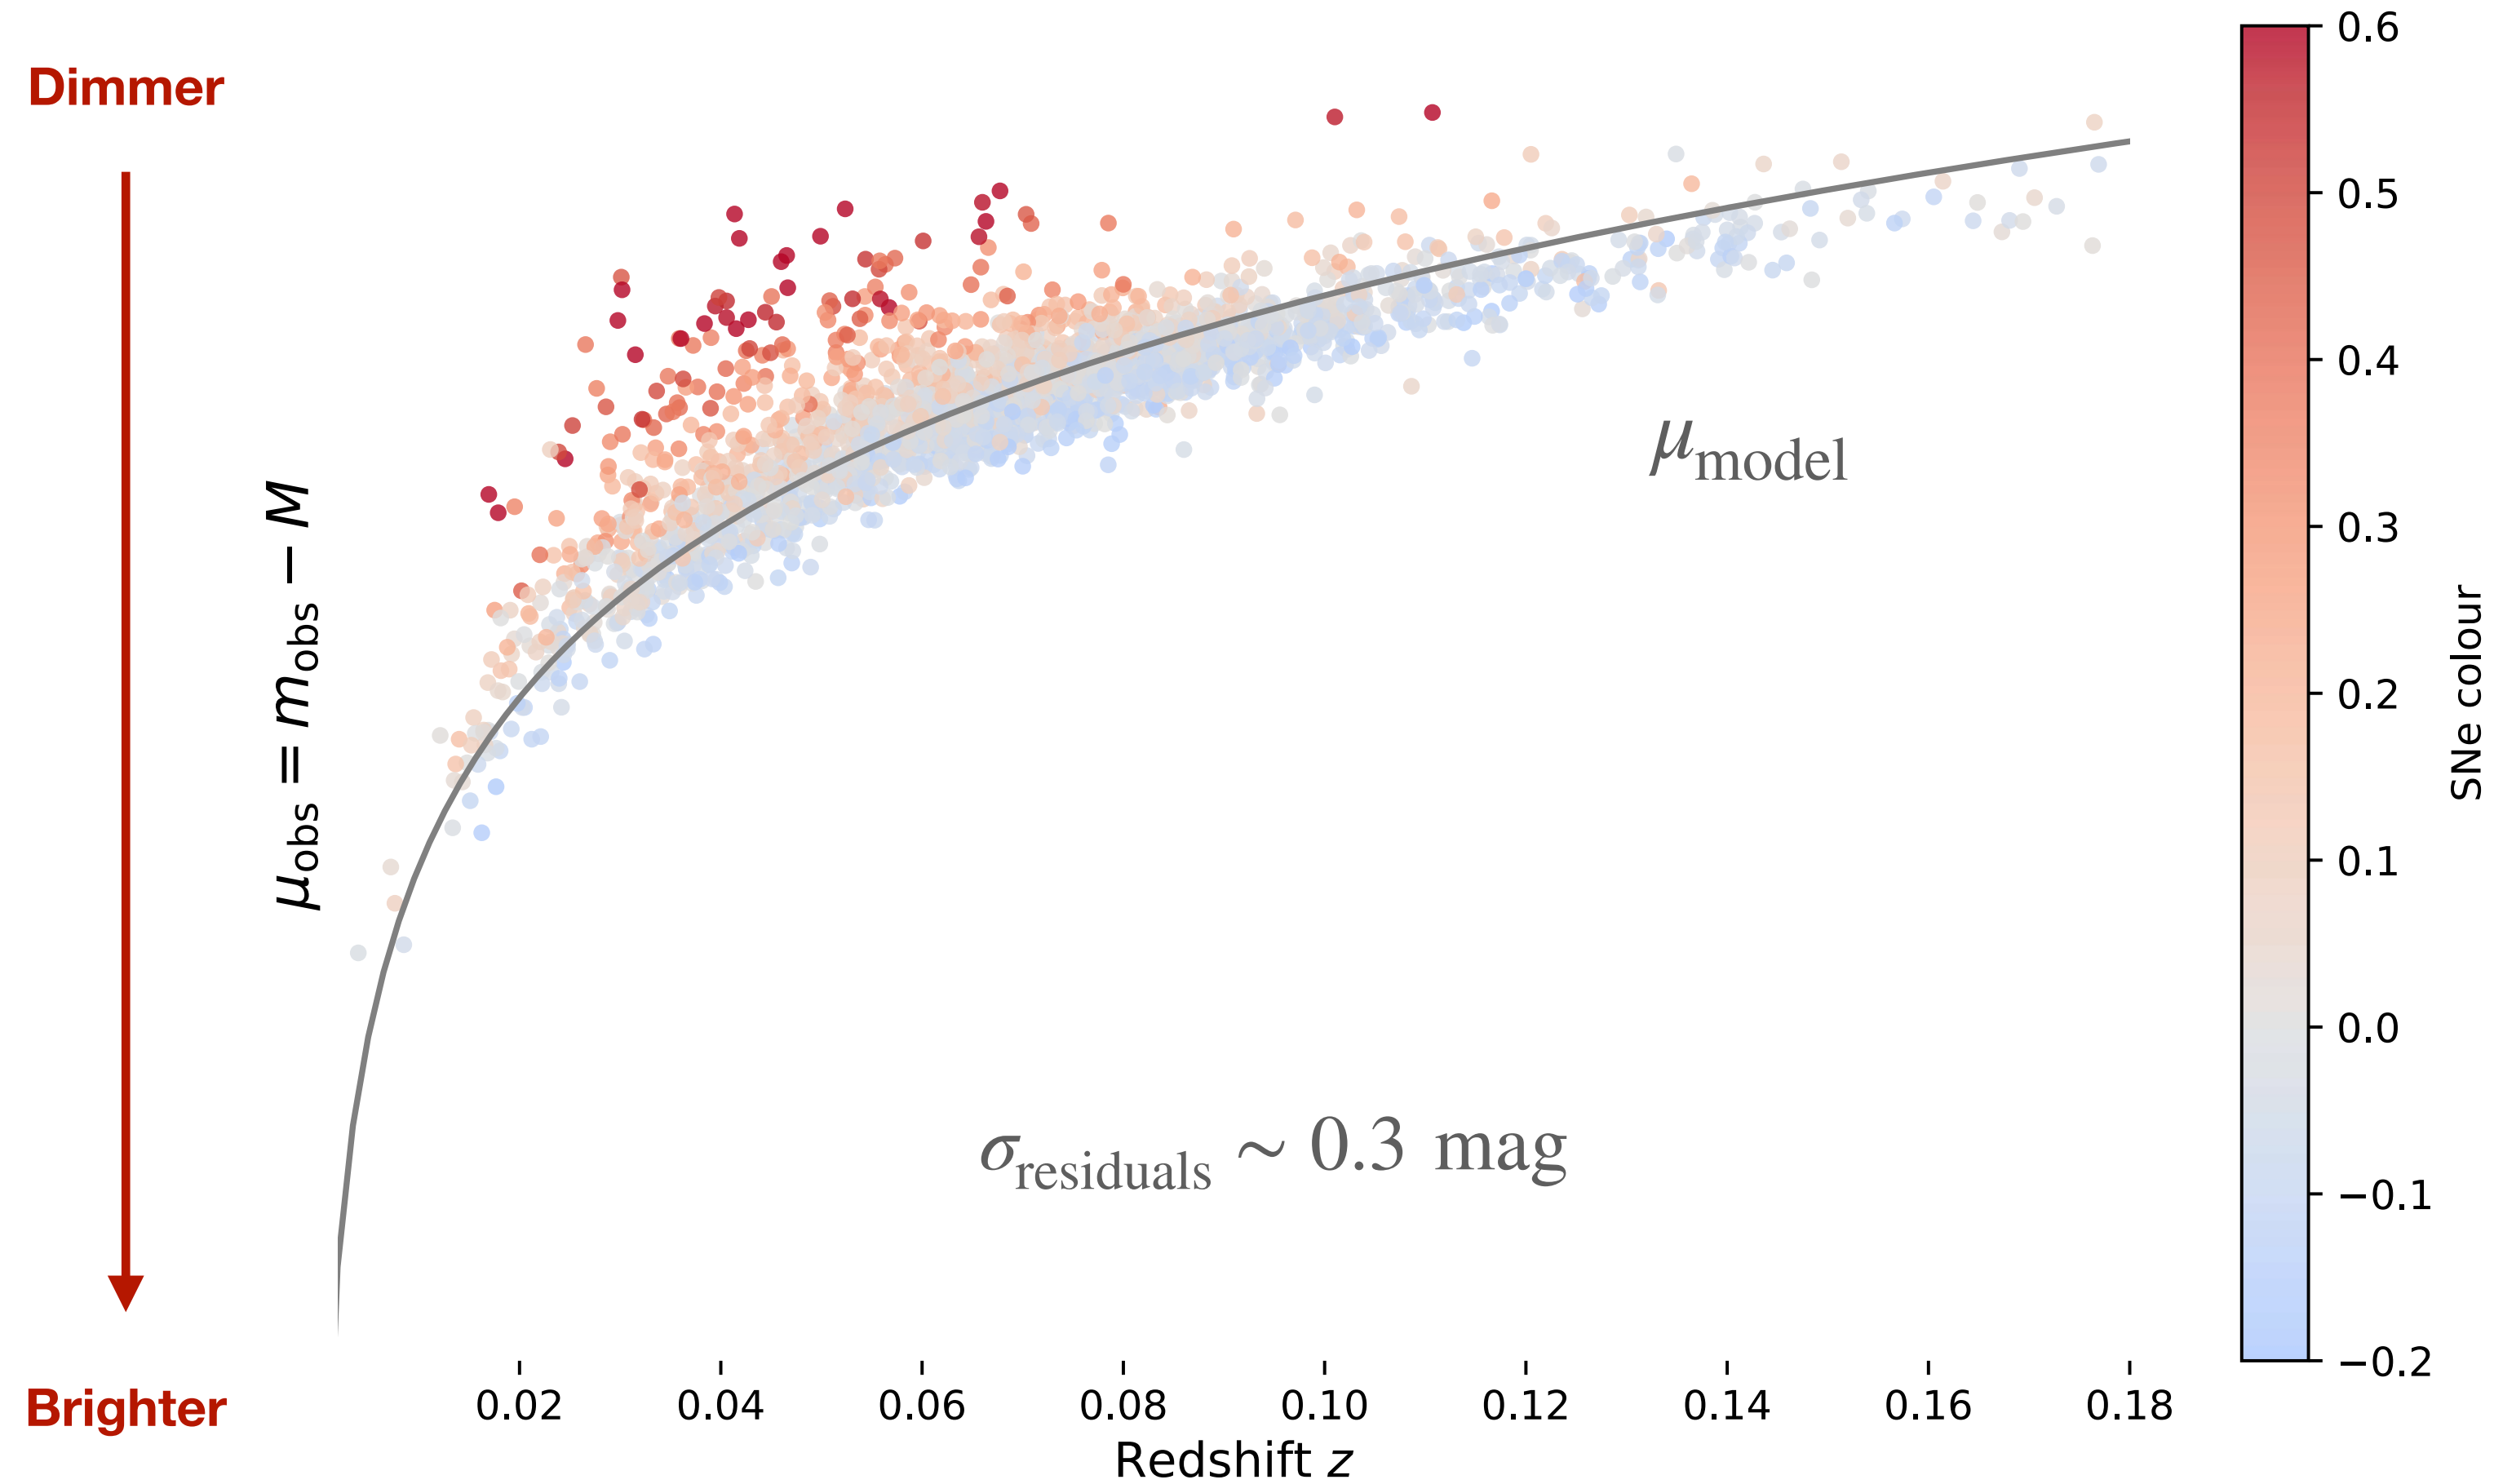 Dimmer
Brighter
μobs = mobs − M
μmodel
σresiduals ~ 0.3 mag
0.02 0.04 0.06 0.08 0.10 0.12 0.14 0.16 0.18
Redshift z
0.6
0.5
0.4
0.3
0.2
0.1
0.0
−0.1
−0.2
SNe colour